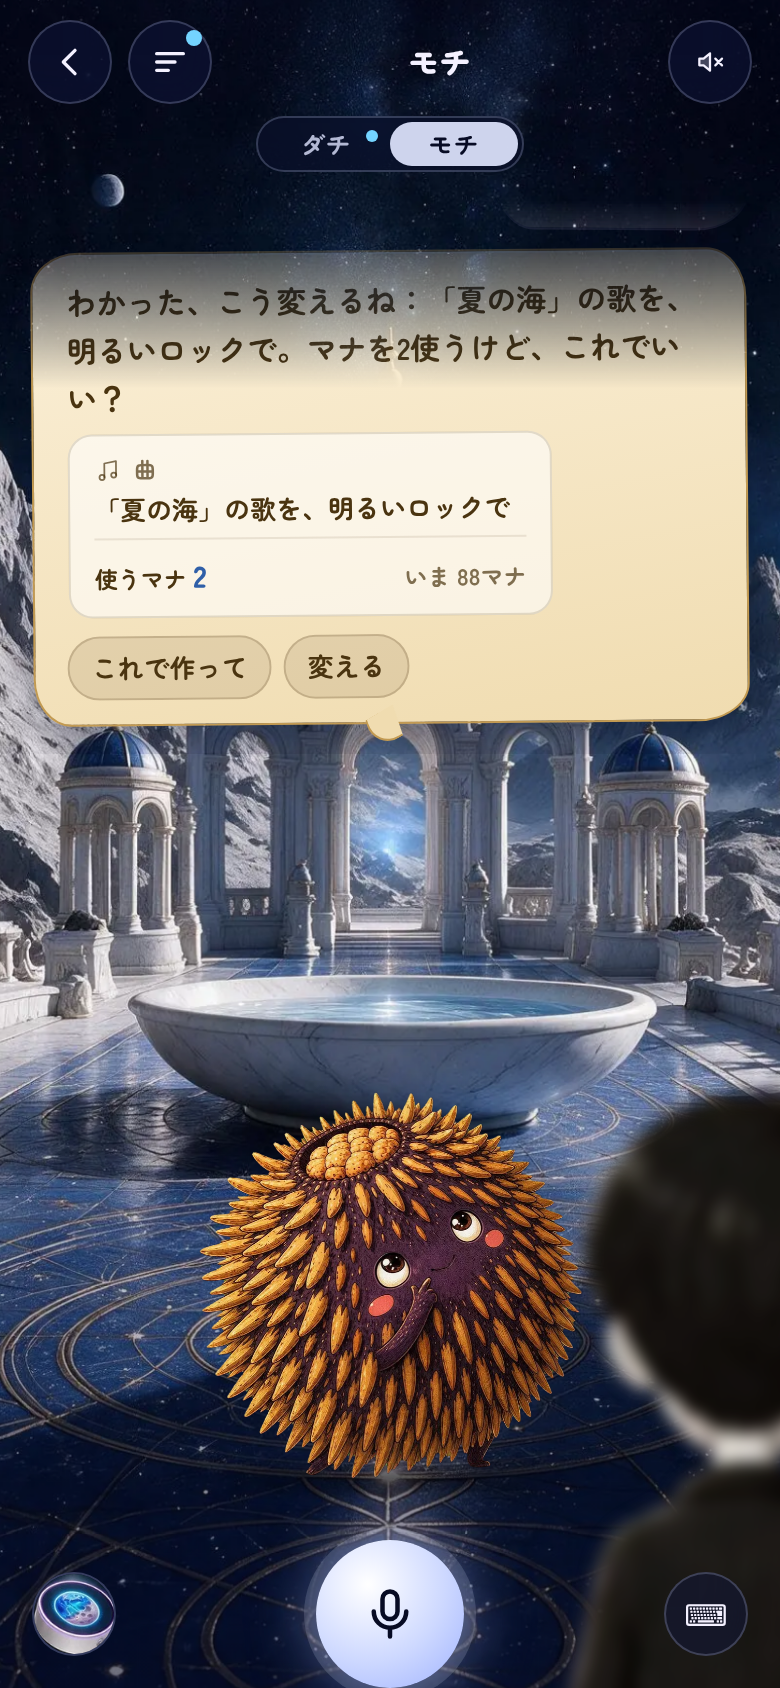 モチ
ダチ
モチ
わかった、こう変えるね：「夏の海」の歌を、
明るいロックで。マナを2使うけど、これでい
い？
「夏の海」の歌を、明るいロックで
使うマナ 2
いま 88マナ
これで作って
変える